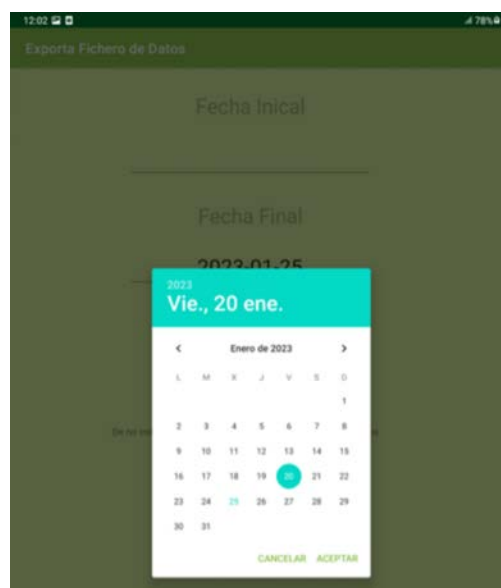 12:02 78%
Exporta Fichero de Datos
Fecha Inical
Fecha Final
2023-01-25
2023
Vie., 20 ene.
< Enero de 2023 >
L M X J V S D
1
2 3 4 5 6 7 8
9 10 11 12 13 14 15
16 17 18 19 20 21 22
23 24 25 26 27 28 29
30 31
CANCELAR ACEPTAR